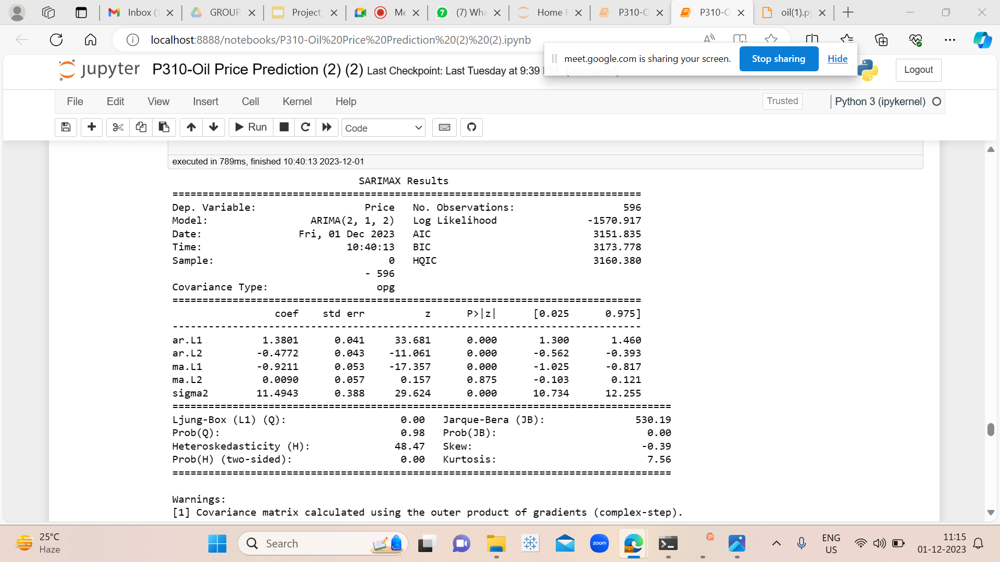 Inbox (
GROUP
Project_
Me
(7) Wha
Home
P310-O
P310-O
oil(1).p
localhost:8888/notebooks/P310-Oil%20Price%20Prediction%20(2)%20(2).ipynb
meet.google.com is sharing your screen.
Stop sharing
Hide
jupyter
P310-Oil Price Prediction (2) (2) Last Checkpoint: Last Tuesday at 9:39 PM (autosaved)
Logout
File Edit View Insert Cell Kernel Help
Trusted
Python 3 (ipykernel)
Run
Code
executed in 789ms, finished 10:40:13 2023-12-01
SARIMAX Results
==============================================================================
Dep. Variable: Price No. Observations: 596
Model: ARIMA(2, 1, 2) Log Likelihood -1570.917
Date: Fri, 01 Dec 2023 AIC 3151.835
Time: 10:40:13 BIC 3173.778
Sample: 0 HQIC 3160.380
- 596
Covariance Type: opg
==============================================================================
coef std err z P>|z| [0.025 0.975]
------------------------------------------------------------------------------
ar.L1 1.3801 0.041 33.681 0.000 1.300 1.460
ar.L2 -0.4772 0.043 -11.061 0.000 -0.562 -0.393
ma.L1 -0.9211 0.053 -17.357 0.000 -1.025 -0.817
ma.L2 0.0090 0.057 0.157 0.875 -0.103 0.121
sigma2 11.4943 0.388 29.624 0.000 10.734 12.255
===================================================================================
Ljung-Box (L1) (Q): 0.00 Jarque-Bera (JB): 530.19
Prob(Q): 0.98 Prob(JB): 0.00
Heteroskedasticity (H): 48.47 Skew: -0.39
Prob(H) (two-sided): 0.00 Kurtosis: 7.56
===================================================================================
Warnings:
[1] Covariance matrix calculated using the outer product of gradients (complex-step).
25°C
Haze
Search
zoom
ENG
US
11:15
01-12-2023